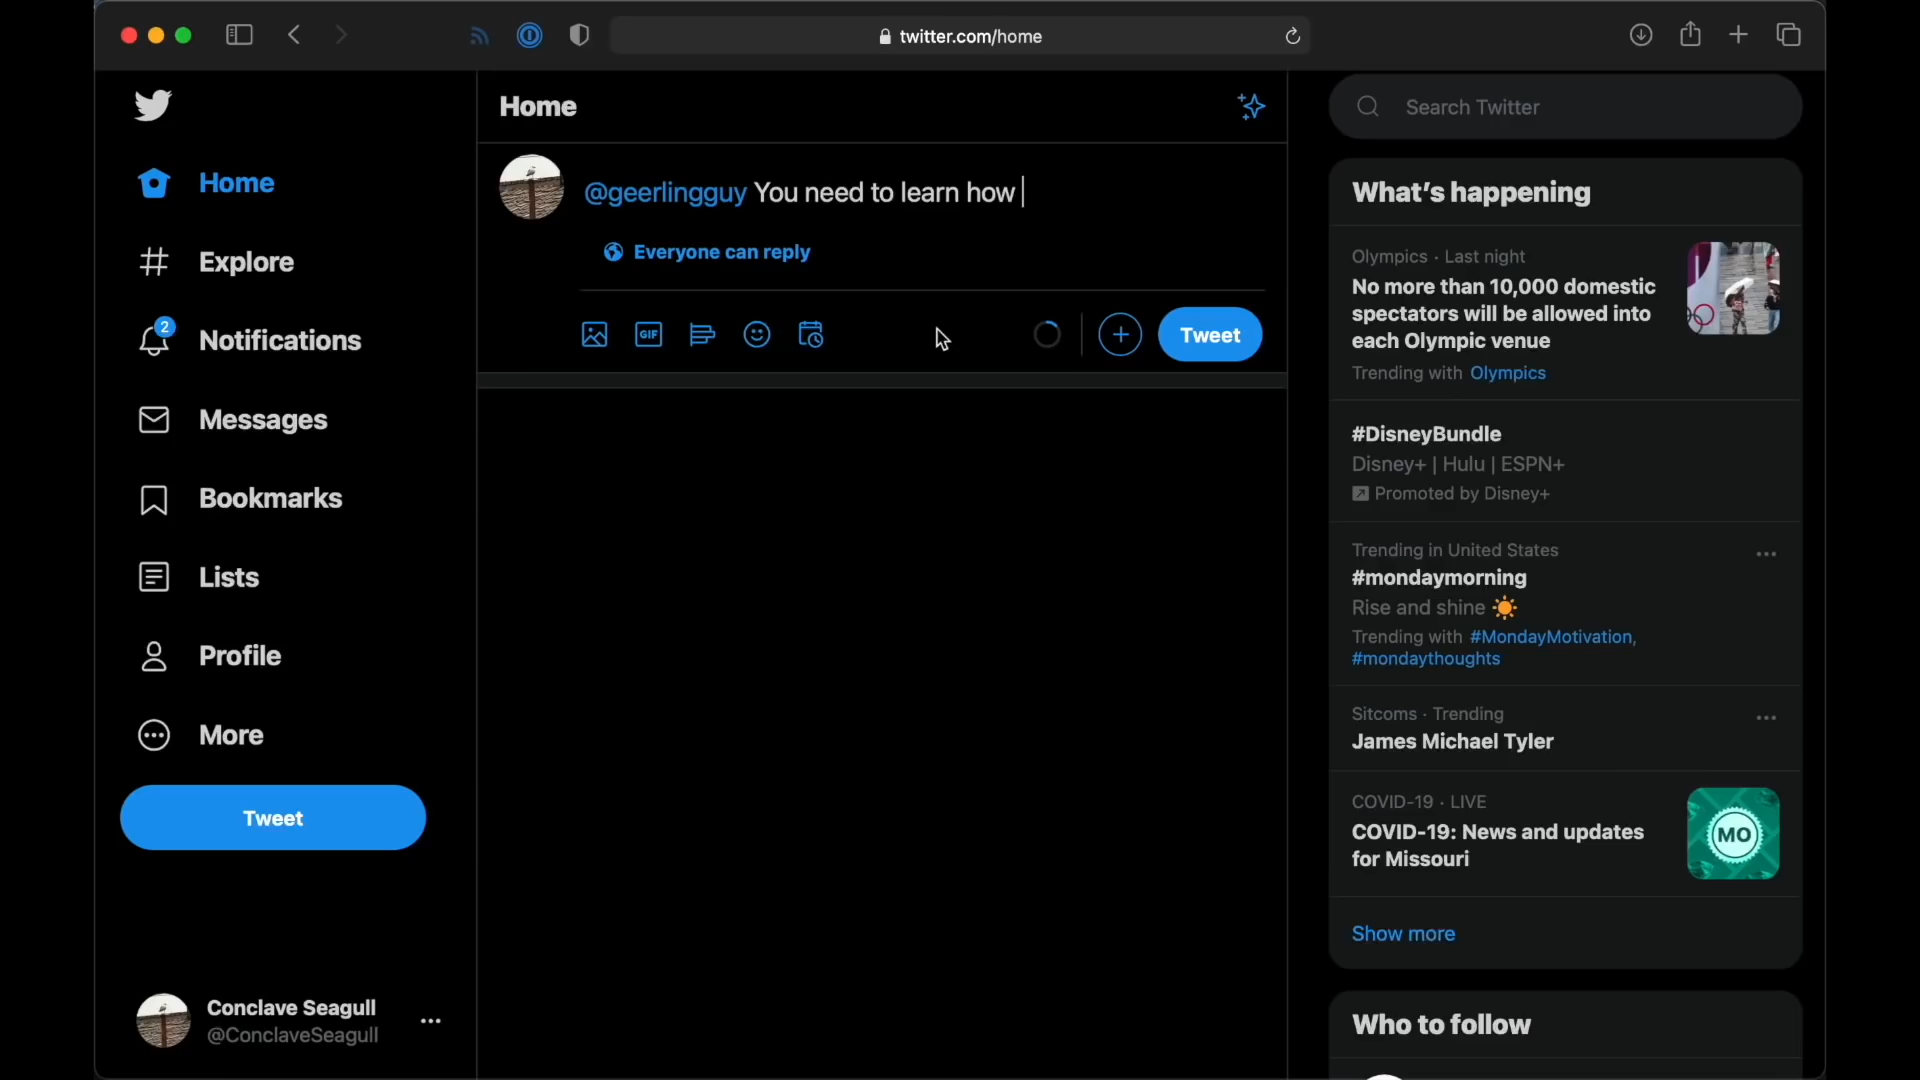 twitter.com/home
Home
Explore
2
Notifications
Messages
Bookmarks
Lists
Profile
More
Tweet
Conclave Seagull
@ConclaveSeagull
Home
@geerlingguy You need to learn how
Everyone can reply
GIF
Tweet
Search Twitter
What's happening
Olympics · Last night
No more than 10,000 domestic
spectators will be allowed into
each Olympic venue
Trending with Olympics
#DisneyBundle
Disney+ | Hulu | ESPN+
Promoted by Disney+
Trending in United States
#mondaymorning
Rise and shine ☀️
Trending with #MondayMotivation,
#mondaythoughts
Sitcoms · Trending
James Michael Tyler
COVID-19 · LIVE
COVID-19: News and updates
for Missouri
MO
Show more
Who to follow